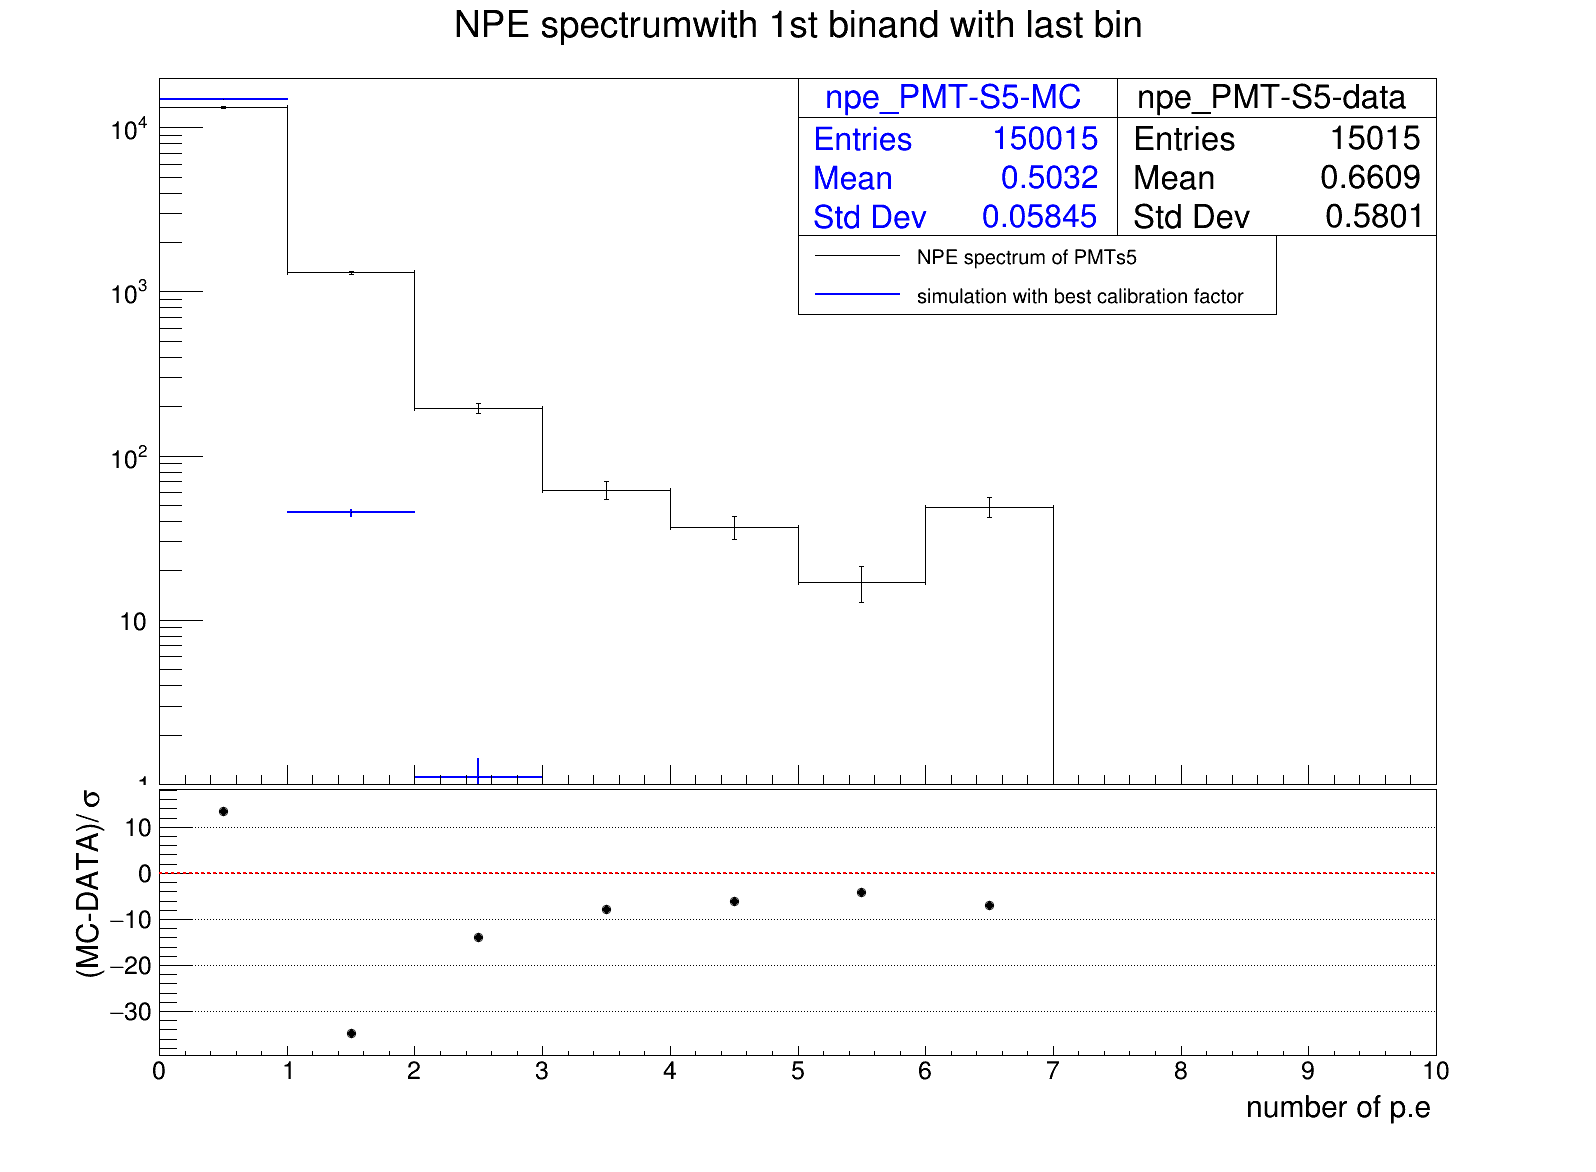 NPE spectrumwith 1st binand with last bin
npe_PMT-S5-MC
Entries 150015
Mean 0.5032
Std Dev 0.05845
npe_PMT-S5-data
Entries 15015
Mean 0.6609
Std Dev 0.5801
NPE spectrum of PMTs5
simulation with best calibration factor
10^4
10^3
10^2
10
1
(MC-DATA)/ σ
10
0
−10
−20
−30
0 1 2 3 4 5 6 7 8 9 10
number of p.e